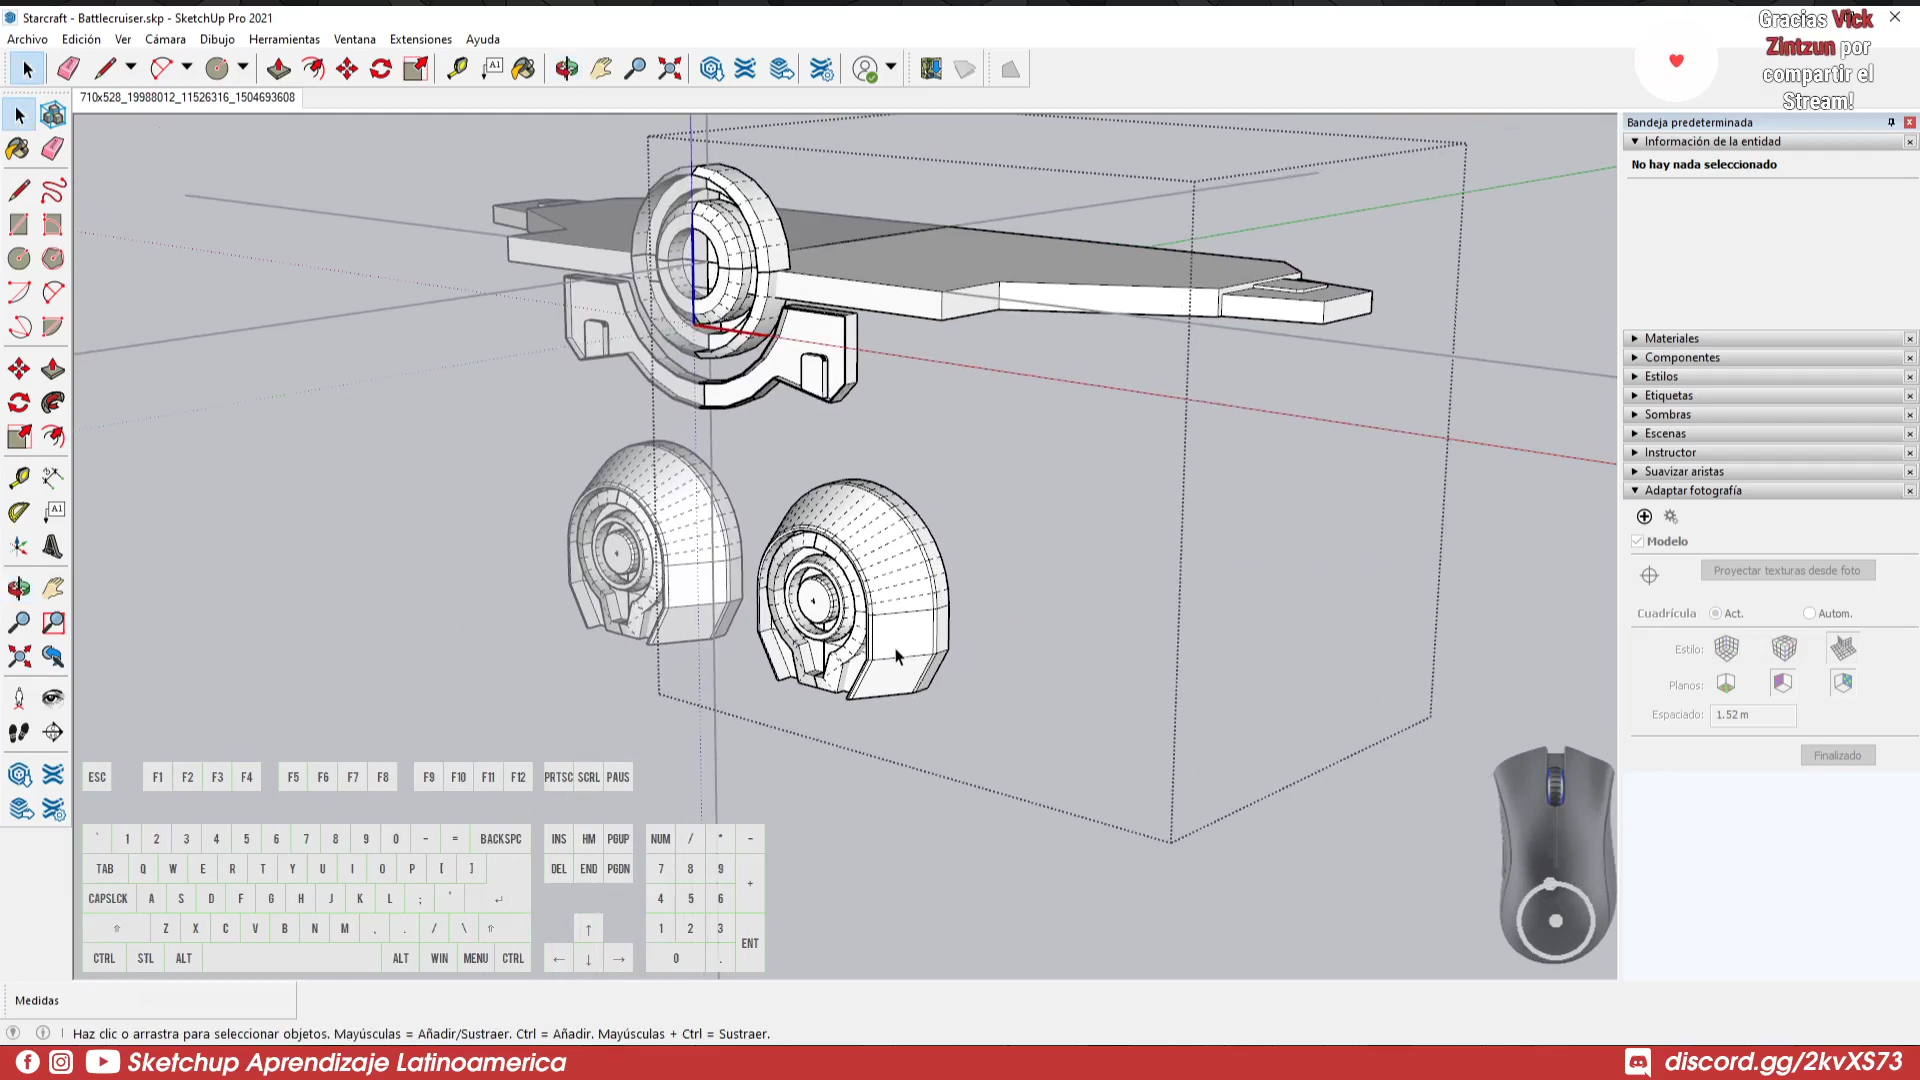 Starcraft - Battlecruiser.skp - SketchUp Pro 2021
Gracias Vick
Zintzun por
compartir el
Stream!
Archivo Edición Ver Cámara Dibujo Herramientas Ventana Extensiones Ayuda
A1
710x528_19988012_11526316_1504693608
Bandeja predeterminada
Información de la entidad
No hay nada seleccionado
Materiales
Componentes
Estilos
Etiquetas
Sombras
Escenas
Instructor
Suavizar aristas
Adaptar fotografía
A1
Modelo
Proyectar texturas desde foto
Cuadrícula Act. Autom.
Estilo:
Planos:
Espaciado: 1.52 m
Finalizado
ESC F1 F2 F3 F4 F5 F6 F7 F8 F9 F10 F11 F12 PRTSC SCRL PAUS
` 1 2 3 4 5 6 7 8 9 0 - = BACKSPC INS HM PGUP NUM / * -
TAB Q W E R T Y U I O P [ ] DEL END PGDN 7 8 9 +
CAPSLCK A S D F G H J K L ; ' ↵ 4 5 6
⇧ Z X C V B N M , . / \ ⇧ ↑ 1 2 3 ENT
CTRL STL ALT ALT WIN MENU CTRL ← ↓ → 0 .
Medidas
Haz clic o arrastra para seleccionar objetos. Mayúsculas = Añadir/Sustraer. Ctrl = Añadir. Mayúsculas + Ctrl = Sustraer.
Sketchup Aprendizaje Latinoamerica
discord.gg/2kvXS73